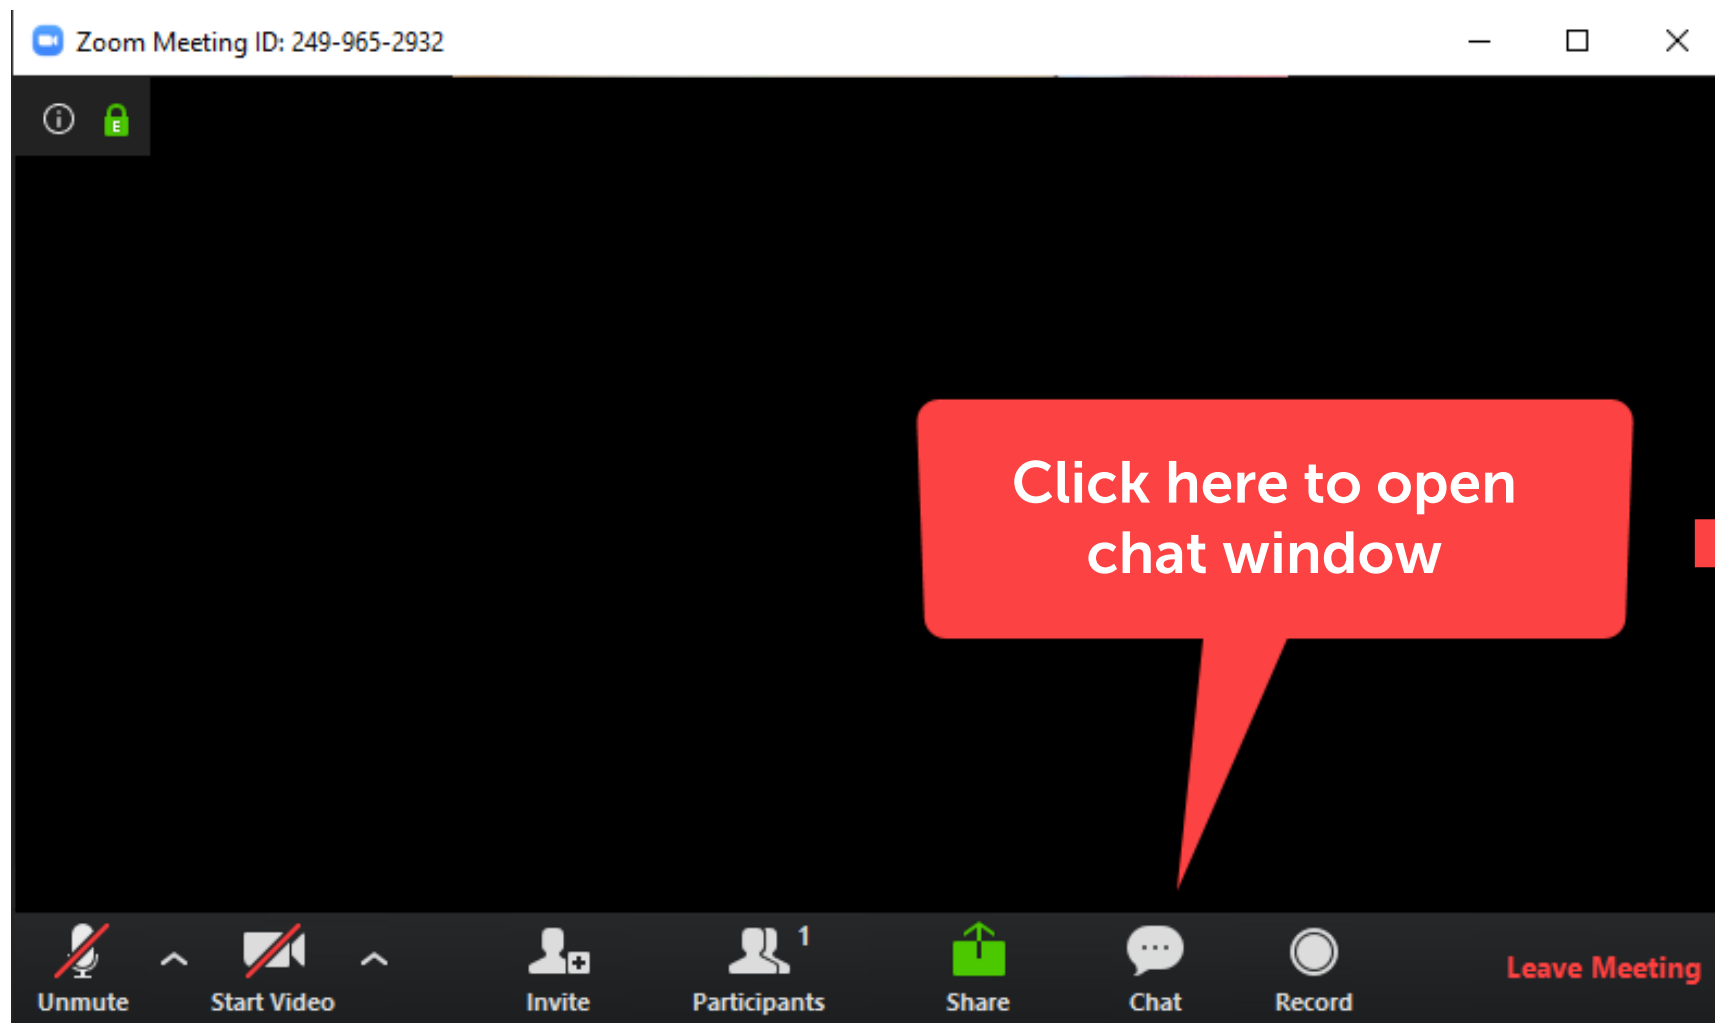 Zoom Meeting ID: 249-965-2932
E
Click here to open
chat window
1
Unmute
Start Video
Invite
Participants
Share
Chat
Record
Leave Meeting